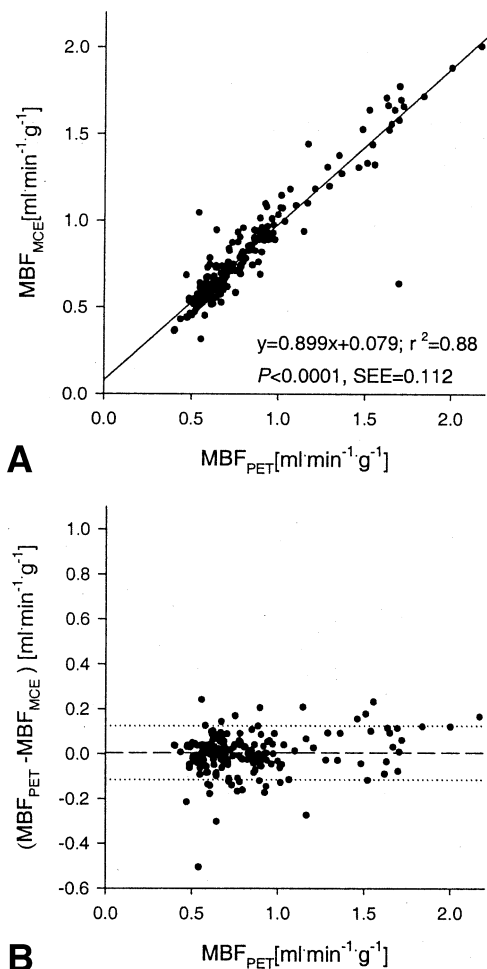 2.0
1.5
1.0
0.5
0.0
MBF_MCE[ml·min⁻¹·g⁻¹]
y=0.899x+0.079; r²=0.88
P<0.0001, SEE=0.112
0.0 0.5 1.0 1.5 2.0
A
MBF_PET[ml·min⁻¹·g⁻¹]
1.0
0.8
0.6
0.4
0.2
0.0
-0.2
-0.4
-0.6
(MBF_PET-MBF_MCE) [ml·min⁻¹·g⁻¹]
0.0 0.5 1.0 1.5 2.0
B
MBF_PET[ml·min⁻¹·g⁻¹]